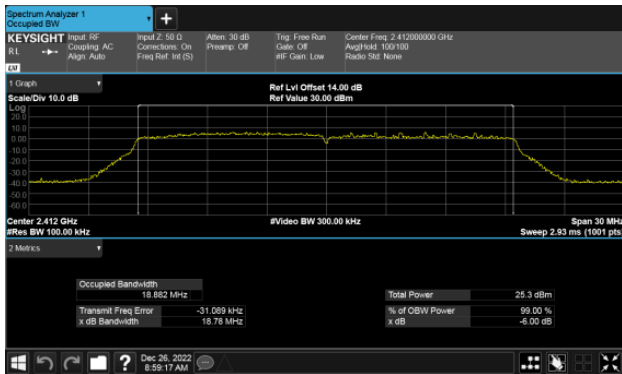 Spectrum Analyzer 1
Occupied BW
KEYSIGHT
R L
LXI
Input: RF
Coupling: AC
Align: Auto
Input Z: 50 Ω
Corrections: On
Freq Ref: Int (S)
Atten: 30 dB
Preamp: Off
Trig: Free Run
Gate: Off
#IF Gain: Low
Center Freq: 2.412000000 GHz
Avg|Hold: 100/100
Radio Std: None
1 Graph
Scale/Div 10.0 dB
Ref Lvl Offset 14.00 dB
Ref Value 30.00 dBm
Log
20.0
10.0
0.00
-10.0
-20.0
-30.0
-40.0
-50.0
-60.0
Center 2.412 GHz
#Res BW 100.00 kHz
#Video BW 300.00 kHz
Span 30 MHz
Sweep 2.93 ms (1001 pts)
2 Metrics
Occupied Bandwidth
18.882 MHz
Transmit Freq Error -31.089 kHz
x dB Bandwidth 18.78 MHz
Total Power 25.3 dBm
% of OBW Power 99.00 %
x dB -6.00 dB
?
Dec 26, 2022
8:59:17 AM